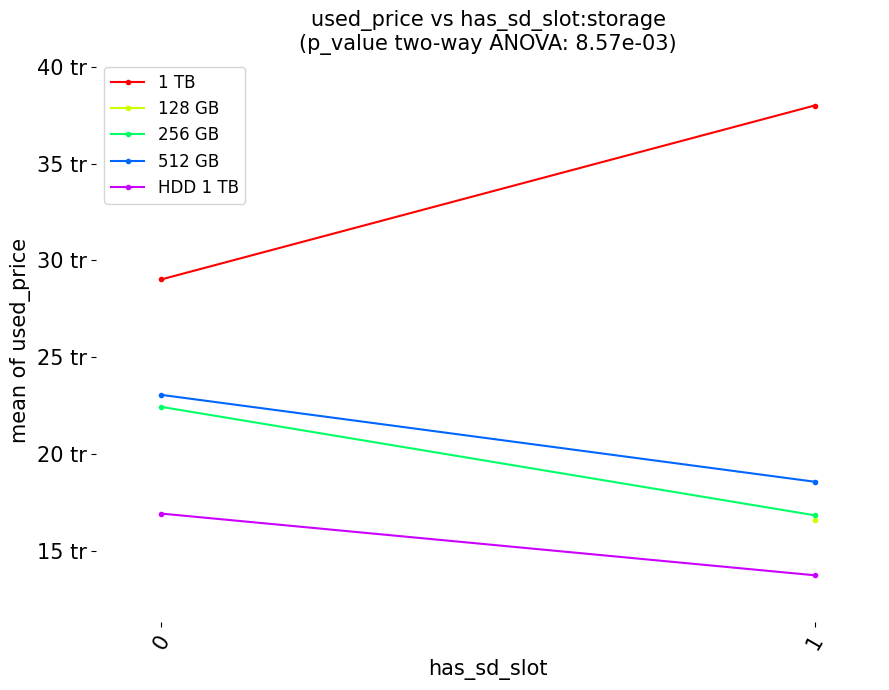 used_price vs has_sd_slot:storage
(p_value two-way ANOVA: 8.57e-03)
40 tr
35 tr
30 tr
25 tr
20 tr
15 tr
mean of used_price
1 TB
128 GB
256 GB
512 GB
HDD 1 TB
0
1
has_sd_slot